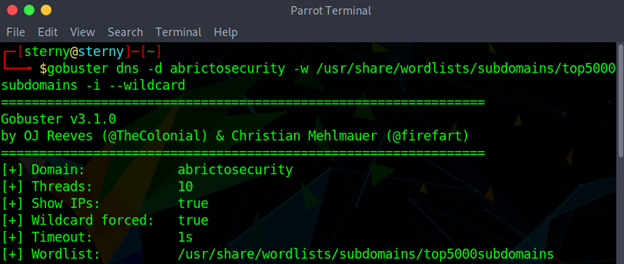 Parrot Terminal
File Edit View Search Terminal Help
┌─[sterny@sterny]─[~]
└──╼ $gobuster dns -d abrictosecurity -w /usr/share/wordlists/subdomains/top5000
subdomains -i --wildcard
===============================================================
Gobuster v3.1.0
by OJ Reeves (@TheColonial) & Christian Mehlmauer (@firefart)
===============================================================
[+] Domain: abrictosecurity
[+] Threads: 10
[+] Show IPs: true
[+] Wildcard forced: true
[+] Timeout: 1s
[+] Wordlist: /usr/share/wordlists/subdomains/top5000subdomains